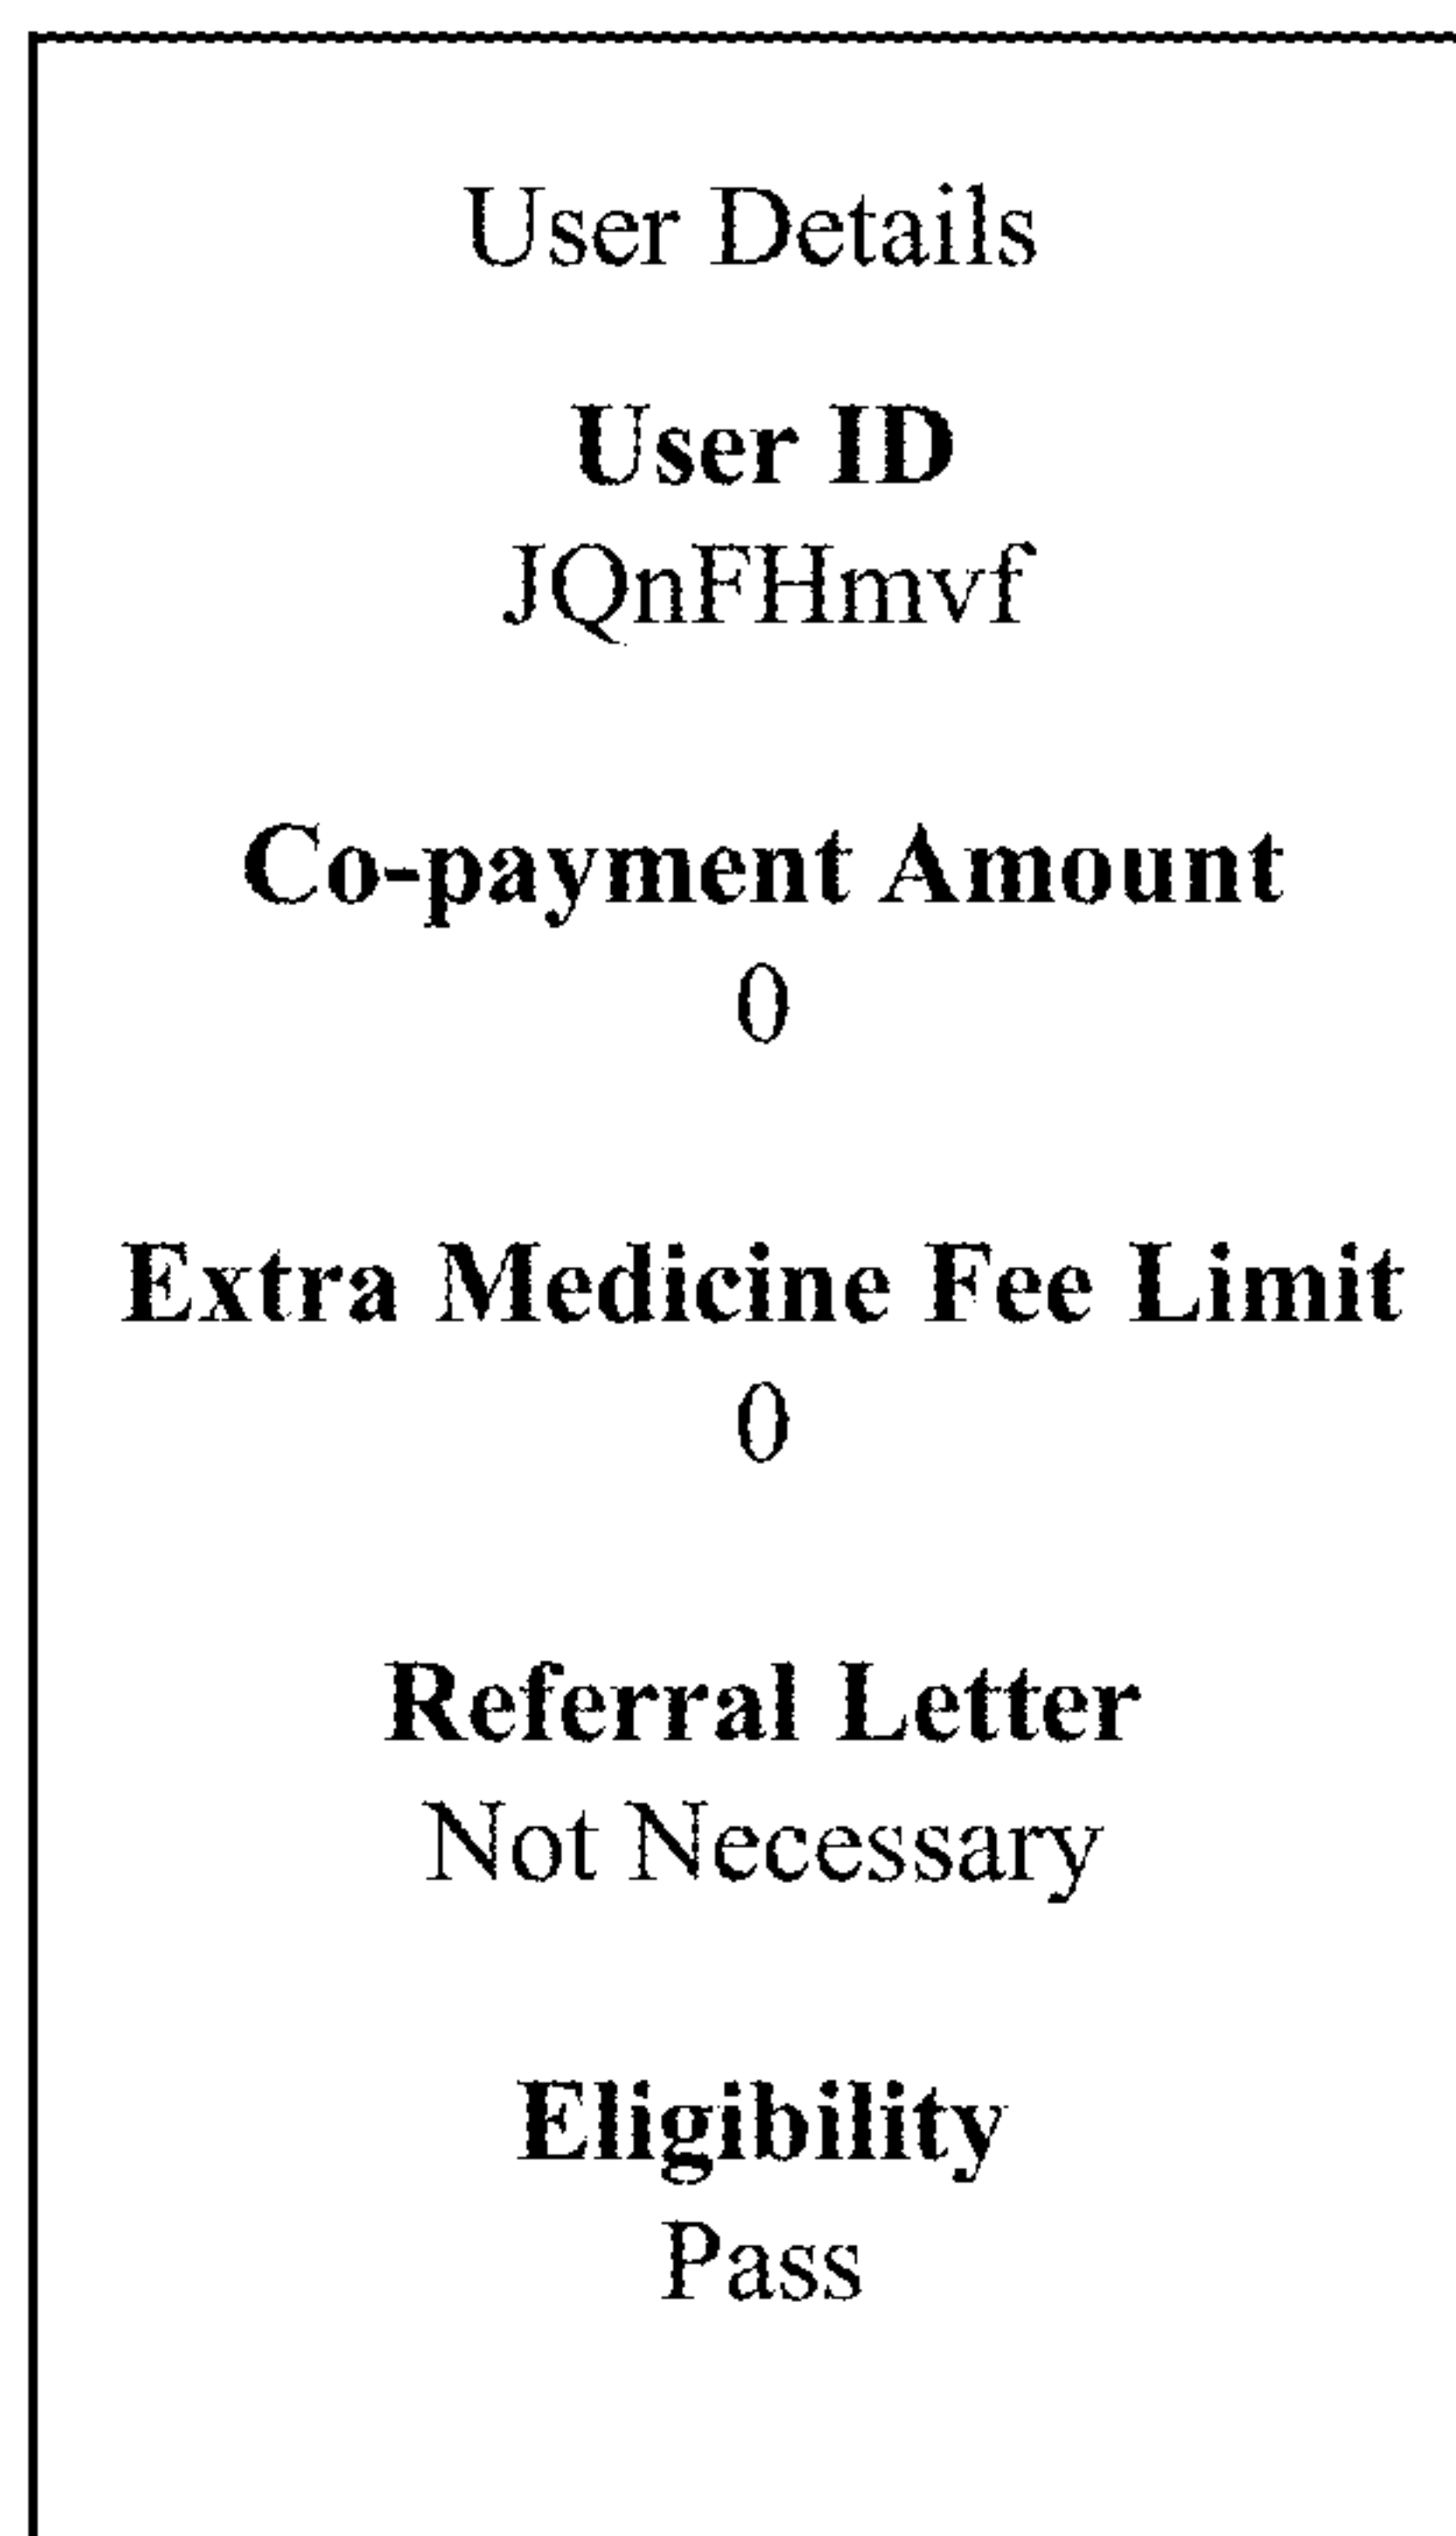 User Details
User ID
JQnFHmvf
Co-payment Amount
0
Extra Medicine Fee Limit
0
Referral Letter
Not Necessary
Eligibility
Pass